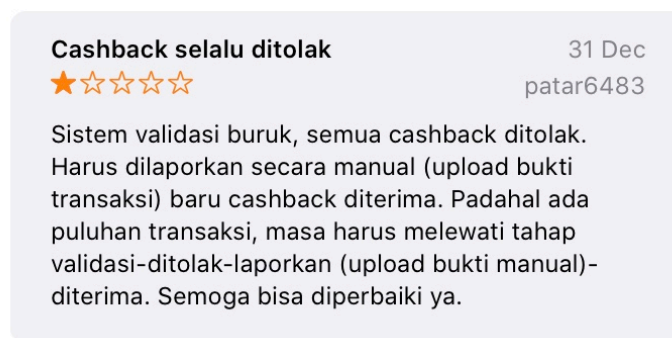 Cashback selalu ditolak
31 Dec
patar6483
Sistem validasi buruk, semua cashback ditolak.
Harus dilaporkan secara manual (upload bukti
transaksi) baru cashback diterima. Padahal ada
puluhan transaksi, masa harus melewati tahap
validasi-ditolak-laporkan (upload bukti manual)-
diterima. Semoga bisa diperbaiki ya.